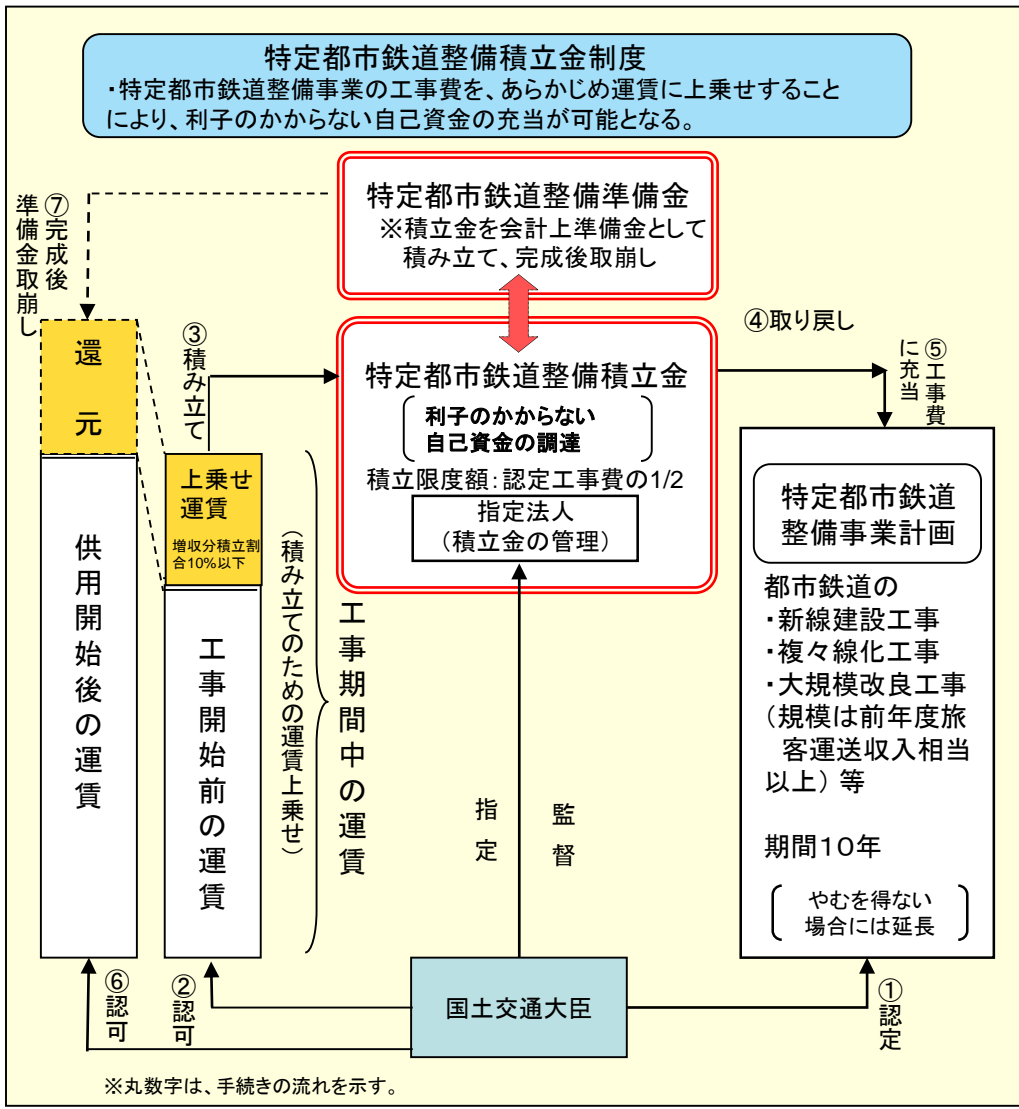 特定都市鉄道整備積立金制度
・特定都市鉄道整備事業の工事費を、あらかじめ運賃に上乗せすること
により、利子のかからない自己資金の充当が可能となる。
特定都市鉄道整備準備金
※積立金を会計上準備金として
積み立て、完成後取崩し
⑦完成後
準備金取崩し
還元
供用開始後の運賃
③積み立て
上乗せ
運賃
増収分積立割
合10%以下
工事開始前の運賃
（積み立てのための運賃上乗せ）
工事期間中の運賃
特定都市鉄道整備積立金
利子のかからない
自己資金の調達
積立限度額：認定工事費の1/2
指定法人
（積立金の管理）
④取り戻し
⑤工事費
に充当
特定都市鉄道
整備事業計画
都市鉄道の
・新線建設工事
・複々線化工事
・大規模改良工事
（規模は前年度旅
客運送収入相当
以上）等
期間10年
やむを得ない
場合には延長
指定
監督
国土交通大臣
⑥認可
②認可
①認定
※丸数字は、手続きの流れを示す。